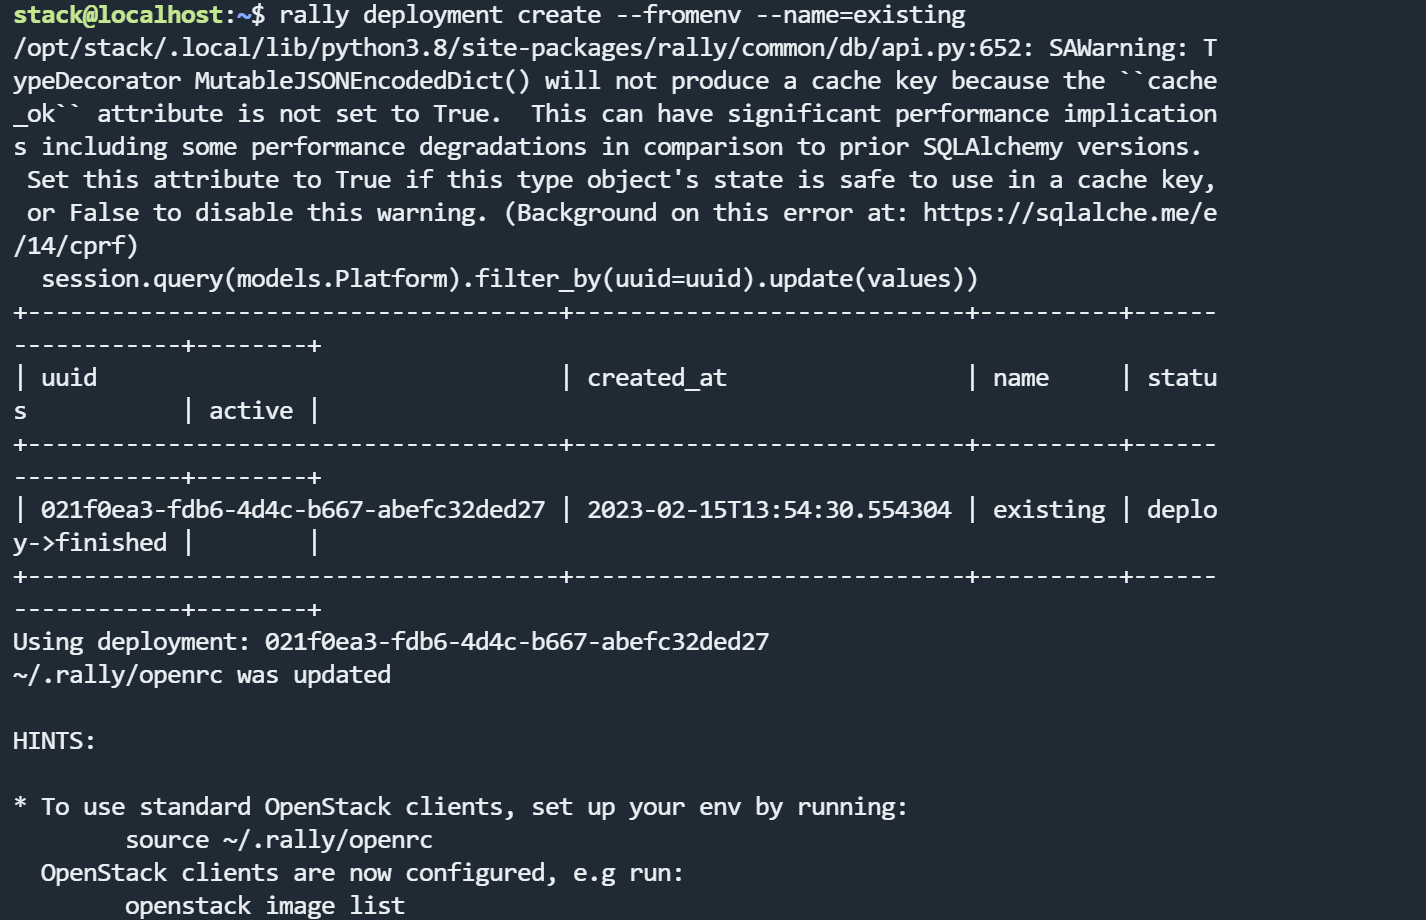 stack@localhost:~$ rally deployment create --fromenv --name=existing
/opt/stack/.local/lib/python3.8/site-packages/rally/common/db/api.py:652: SAWarning: T
ypeDecorator MutableJSONEncodedDict() will not produce a cache key because the ``cache
_ok`` attribute is not set to True.  This can have significant performance implication
s including some performance degradations in comparison to prior SQLAlchemy versions.
 Set this attribute to True if this type object's state is safe to use in a cache key,
 or False to disable this warning. (Background on this error at: https://sqlalche.me/e
/14/cprf)
  session.query(models.Platform).filter_by(uuid=uuid).update(values))
+--------------------------------------+----------------------------+----------+------
------------+--------+
| uuid                                 | created_at                 | name     | statu
s           | active |
+--------------------------------------+----------------------------+----------+------
------------+--------+
| 021f0ea3-fdb6-4d4c-b667-abefc32ded27 | 2023-02-15T13:54:30.554304 | existing | deplo
y->finished |        |
+--------------------------------------+----------------------------+----------+------
------------+--------+
Using deployment: 021f0ea3-fdb6-4d4c-b667-abefc32ded27
~/.rally/openrc was updated

HINTS:

* To use standard OpenStack clients, set up your env by running:
        source ~/.rally/openrc
  OpenStack clients are now configured, e.g run:
        openstack image list